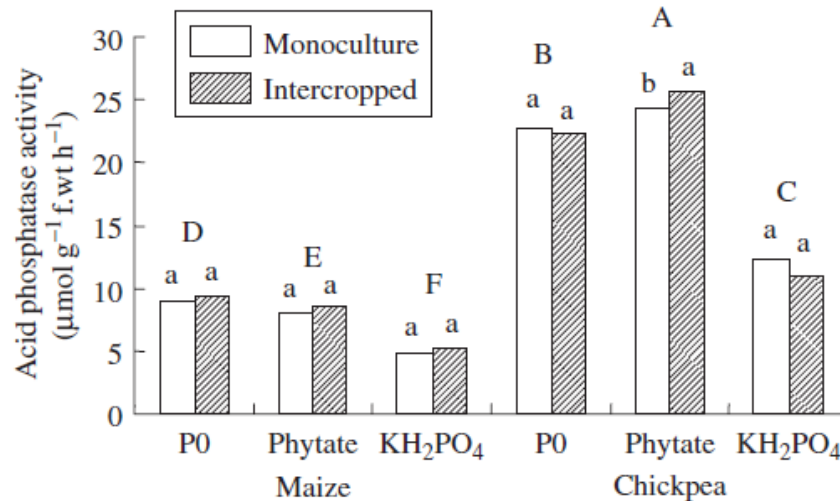 Acid phosphatase activity
(μmol g⁻¹ f.wt h⁻¹)
30
25
20
15
10
5
0
Monoculture
Intercropped
D
a a
E
a a
F
a a
B
a a
A
b a
C
a a
P0 Phytate KH₂PO₄ P0 Phytate KH₂PO₄
Maize Chickpea